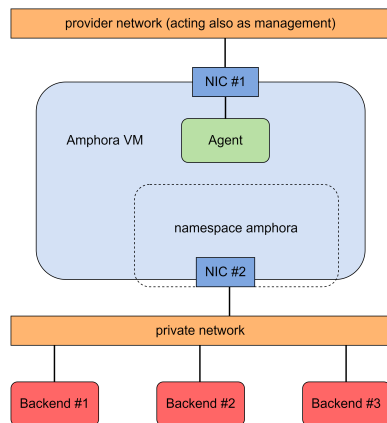 provider network (acting also as management)
NIC #1
Amphora VM
Agent
namespace amphora
NIC #2
private network
Backend #1
Backend #2
Backend #3